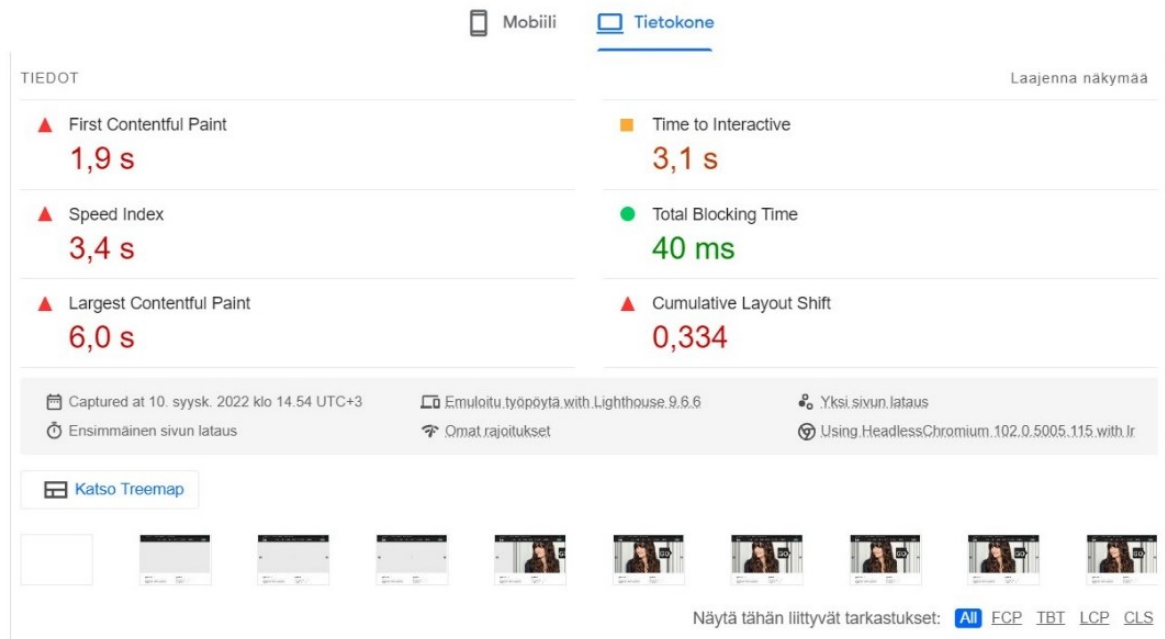 Mobiili Tietokone
TIEDOT Laajenna näkymää
First Contentful Paint Time to Interactive
1,9 s 3,1 s
Speed Index Total Blocking Time
3,4 s 40 ms
Largest Contentful Paint Cumulative Layout Shift
6,0 s 0,334
Captured at 10. syysk. 2022 klo 14.54 UTC+3 Emuloitu työpöytä with Lighthouse 9.6.6 Yksi sivun lataus
Ensimmäinen sivun lataus Omat rajoitukset Using HeadlessChromium 102.0.5005.115 with lr
Katso Treemap
Näytä tähän liittyvät tarkastukset: All FCP TBT LCP CLS